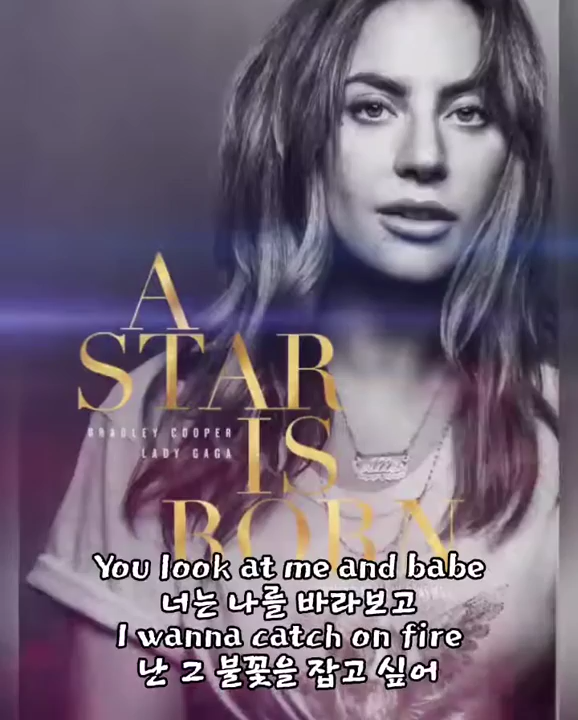 A
STAR
BRADLEY COOPER
LADY GAGA
IS
BORN
You look at me and babe
너는 나를 바라보고
I wanna catch on fire
난 그 불꽃을 잡고 싶어